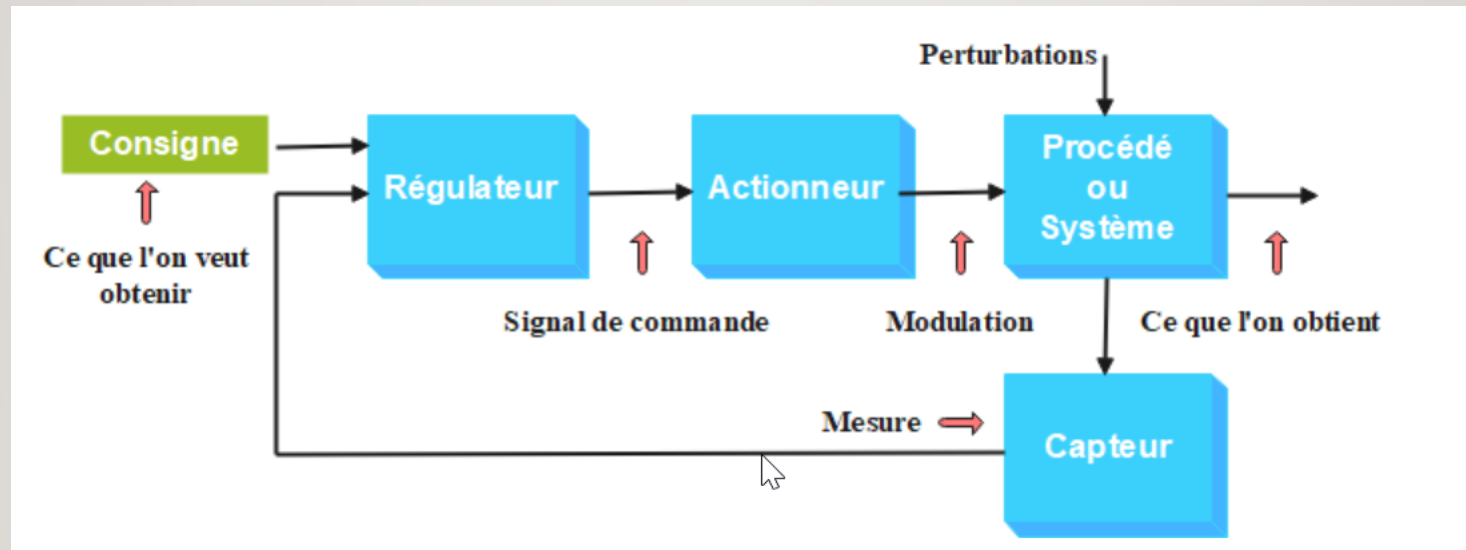 Perturbations
Consigne
Régulateur
Actionneur
Procédé
ou
Système
Ce que l'on veut
obtenir
Signal de commande
Modulation
Ce que l'on obtient
Mesure
Capteur